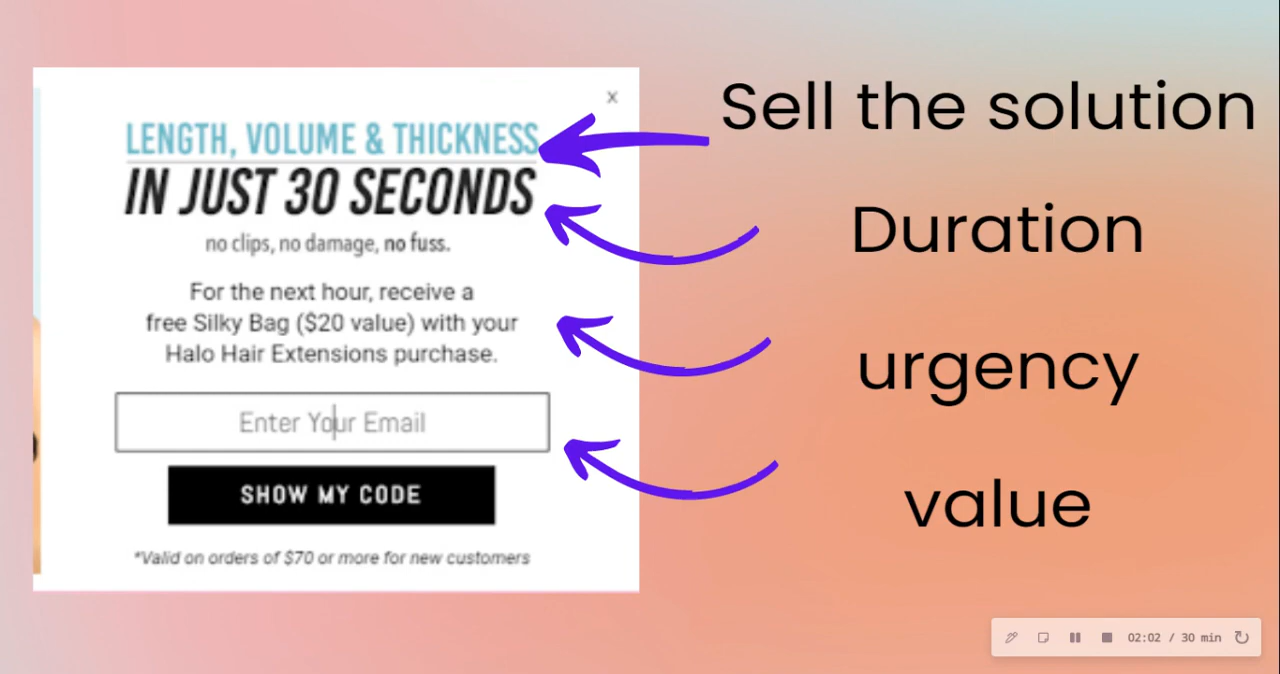 x
LENGTH, VOLUME & THICKNESS
IN JUST 30 SECONDS
no clips, no damage, no fuss.
For the next hour, receive a
free Silky Bag ($20 value) with your
Halo Hair Extensions purchase.
Enter Your Email
SHOW MY CODE
*Valid on orders of $70 or more for new customers
Sell the solution
Duration
urgency
value
02:02 / 30 min